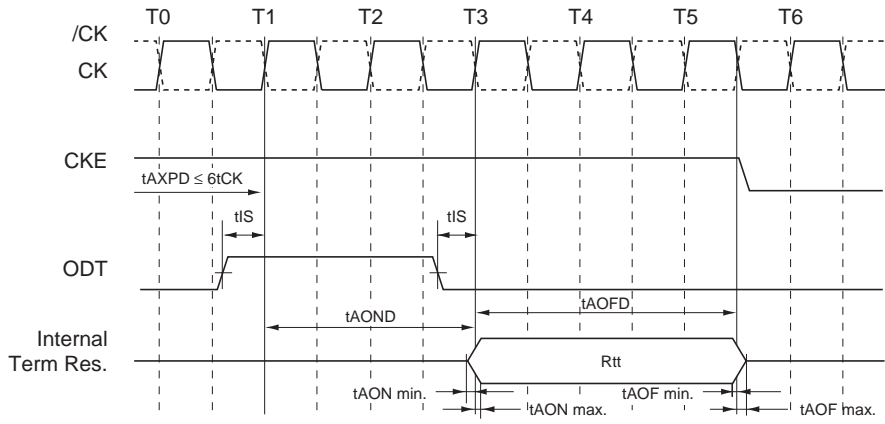 T0 T1 T2 T3 T4 T5 T6
/CK
CK
CKE
tAXPD ≤ 6tCK
tIS tIS
ODT
tAOND tAOFD
Internal
Term Res.
Rtt
tAON min. tAOF min.
tAON max. tAOF max.